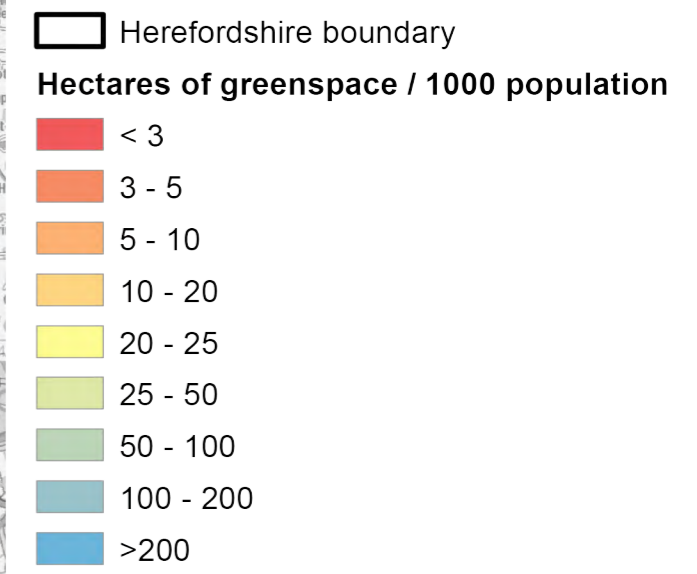 Herefordshire boundary
Hectares of greenspace / 1000 population
< 3
3 - 5
5 - 10
10 - 20
20 - 25
25 - 50
50 - 100
100 - 200
>200